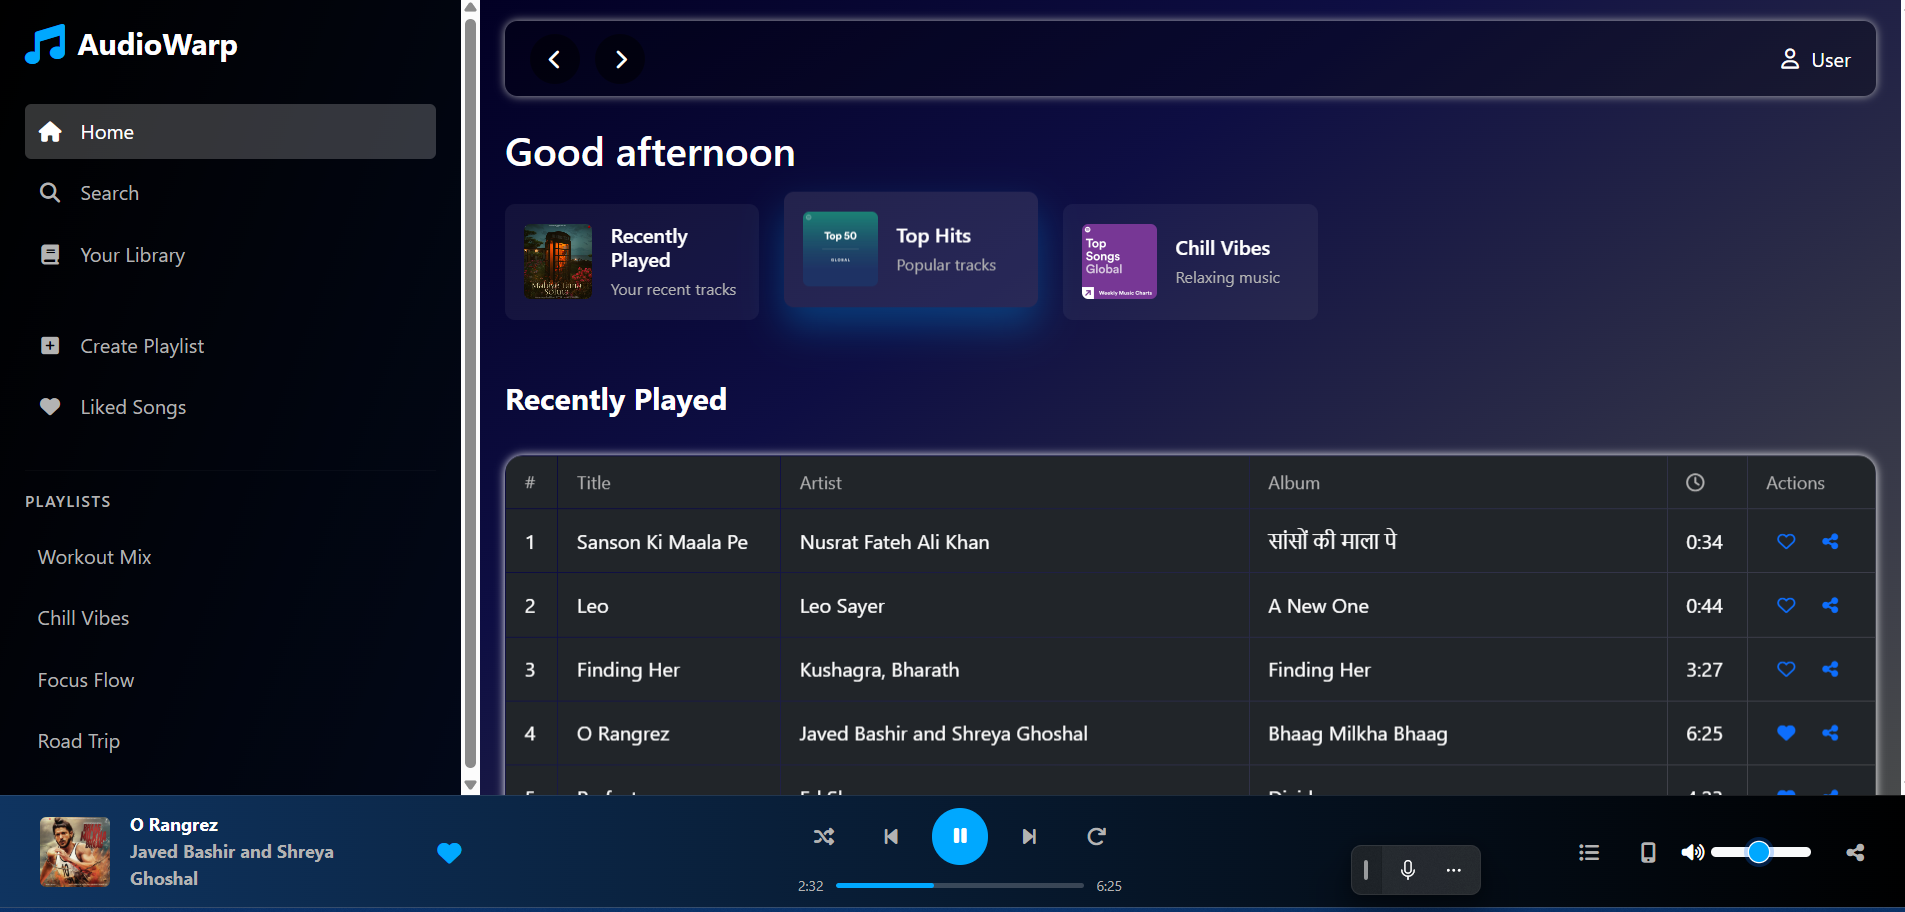 AudioWarp
Home
Search
Your Library
Create Playlist
Liked Songs
PLAYLISTS
Workout Mix
Chill Vibes
Focus Flow
Road Trip
User
Good afternoon
Recently
Played
Your recent tracks
Top 50
GLOBAL
Top Hits
Popular tracks
Top
Songs
Global
Weekly Music Charts
Chill Vibes
Relaxing music
Recently Played
# Title Artist Album Actions
1 Sanson Ki Maala Pe Nusrat Fateh Ali Khan सांसों की माला पे 0:34
2 Leo Leo Sayer A New One 0:44
3 Finding Her Kushagra, Bharath Finding Her 3:27
4 O Rangrez Javed Bashir and Shreya Ghoshal Bhaag Milkha Bhaag 6:25
O Rangrez
Javed Bashir and Shreya
Ghoshal
2:32 6:25